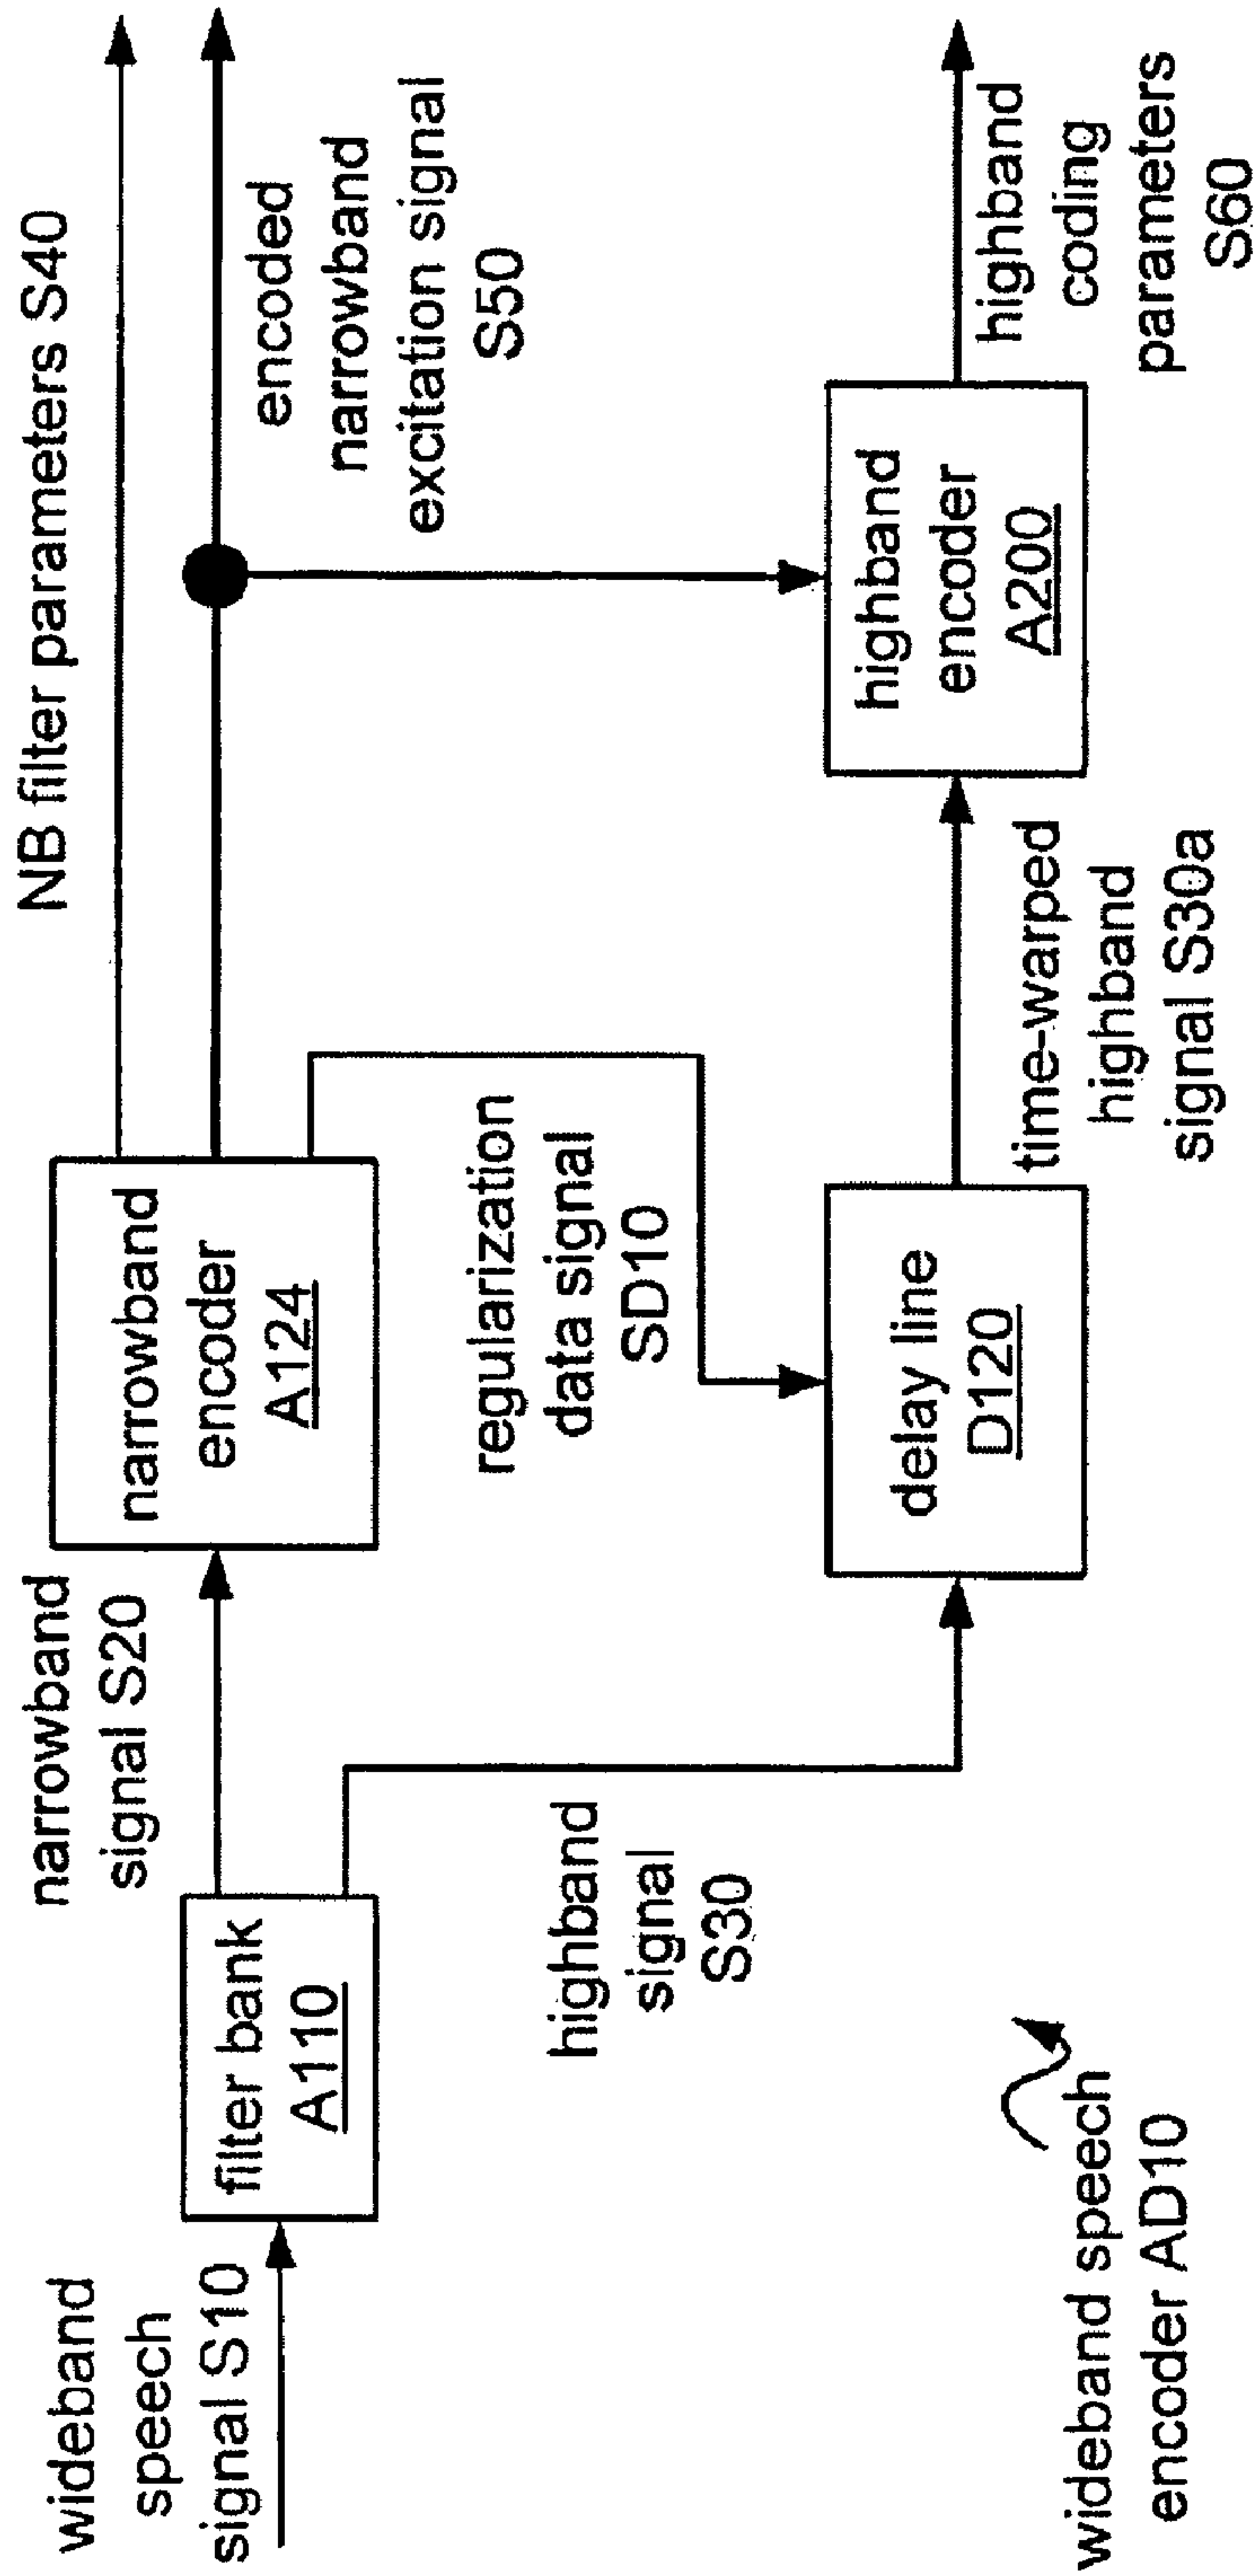 wideband
speech
signal S10
filter bank
A110
narrowband
signal S20
highband
signal
S30
narrowband
encoder
A124
NB filter parameters S40
encoded
narrowband
excitation signal
S50
regularization
data signal
SD10
delay line
D120
time-warped
highband
signal S30a
highband
encoder
A200
highband
coding
parameters
S60
wideband speech
encoder AD10